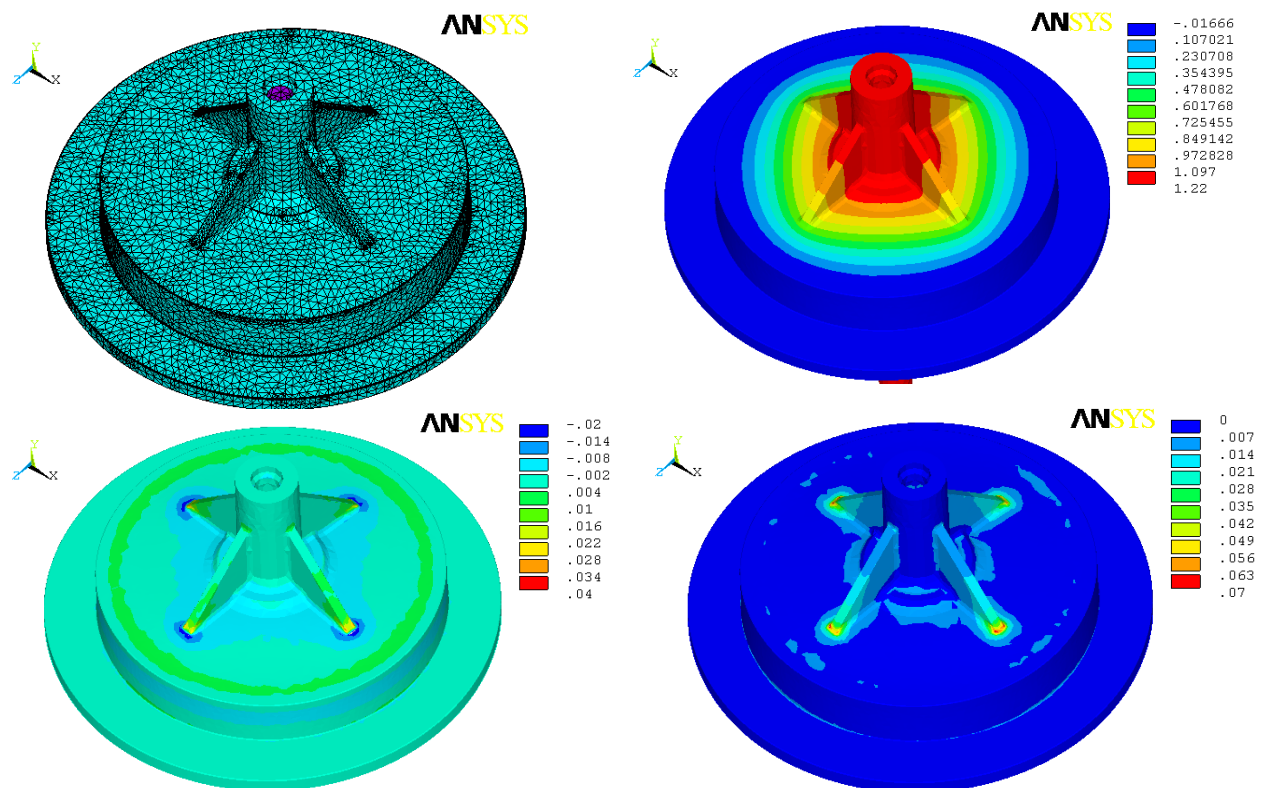 ANSYS
Y
Z
X
ANSYS
Y
Z
X
-.01666
.107021
.230708
.354395
.478082
.601768
.725455
.849142
.972828
1.097
1.22
ANSYS
Y
Z
X
-.02
-.014
-.008
-.002
.004
.01
.016
.022
.028
.034
.04
ANSYS
Y
Z
X
0
.007
.014
.021
.028
.035
.042
.049
.056
.063
.07